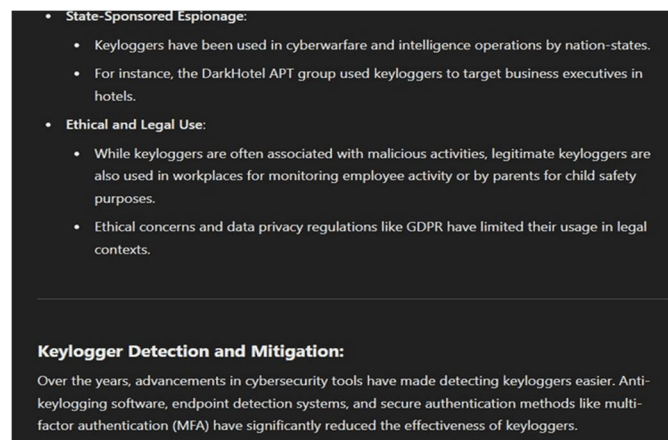 • State-Sponsored Espionage:
• Keyloggers have been used in cyberwarfare and intelligence operations by nation-states.
• For instance, the DarkHotel APT group used keyloggers to target business executives in
hotels.
• Ethical and Legal Use:
• While keyloggers are often associated with malicious activities, legitimate keyloggers are
also used in workplaces for monitoring employee activity or by parents for child safety
purposes.
• Ethical concerns and data privacy regulations like GDPR have limited their usage in legal
contexts.
Keylogger Detection and Mitigation:
Over the years, advancements in cybersecurity tools have made detecting keyloggers easier. Anti-
keylogging software, endpoint detection systems, and secure authentication methods like multi-
factor authentication (MFA) have significantly reduced the effectiveness of keyloggers.